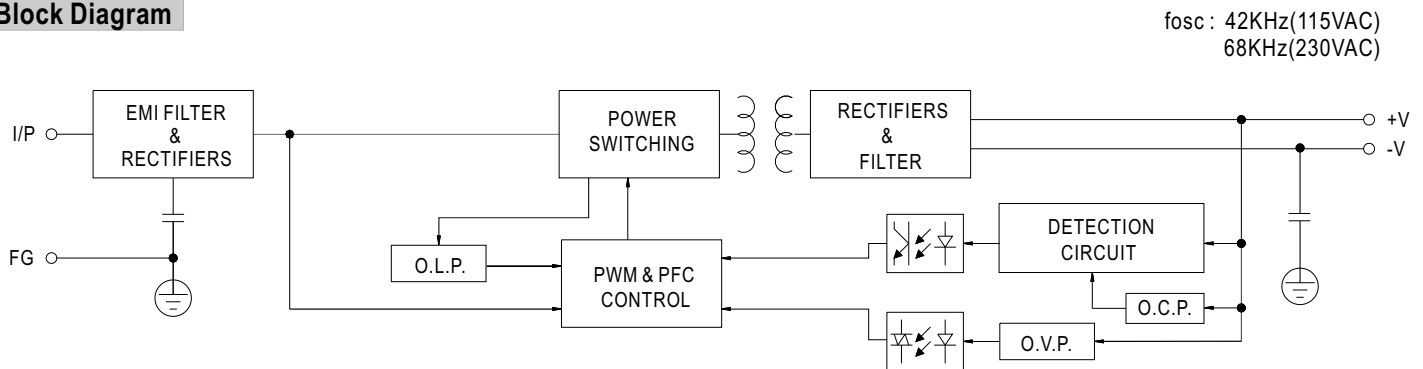 Block Diagram
fosc : 42KHz(115VAC)
68KHz(230VAC)
I/P
EMI FILTER
&
RECTIFIERS
POWER
SWITCHING
RECTIFIERS
&
FILTER
+V
-V
FG
O.L.P.
PWM & PFC
CONTROL
DETECTION
CIRCUIT
O.C.P.
O.V.P.